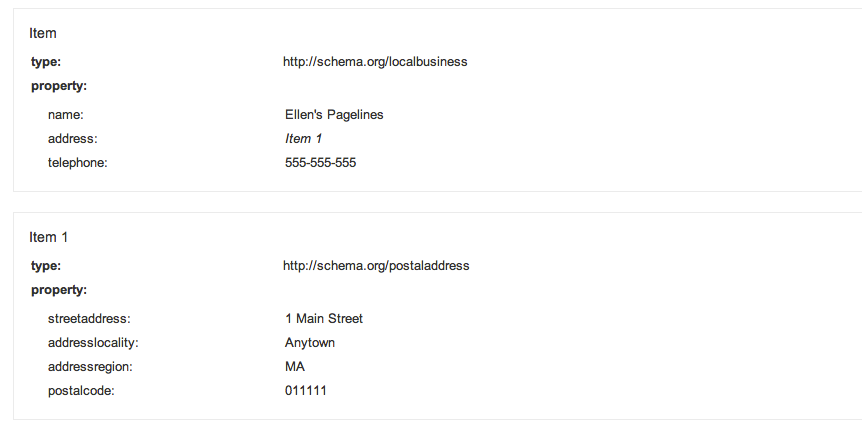 Item
type: http://schema.org/localbusiness
property:
name: Ellen's Pagelines
address: Item 1
telephone: 555-555-555
Item 1
type: http://schema.org/postaladdress
property:
streetaddress: 1 Main Street
addresslocality: Anytown
addressregion: MA
postalcode: 011111